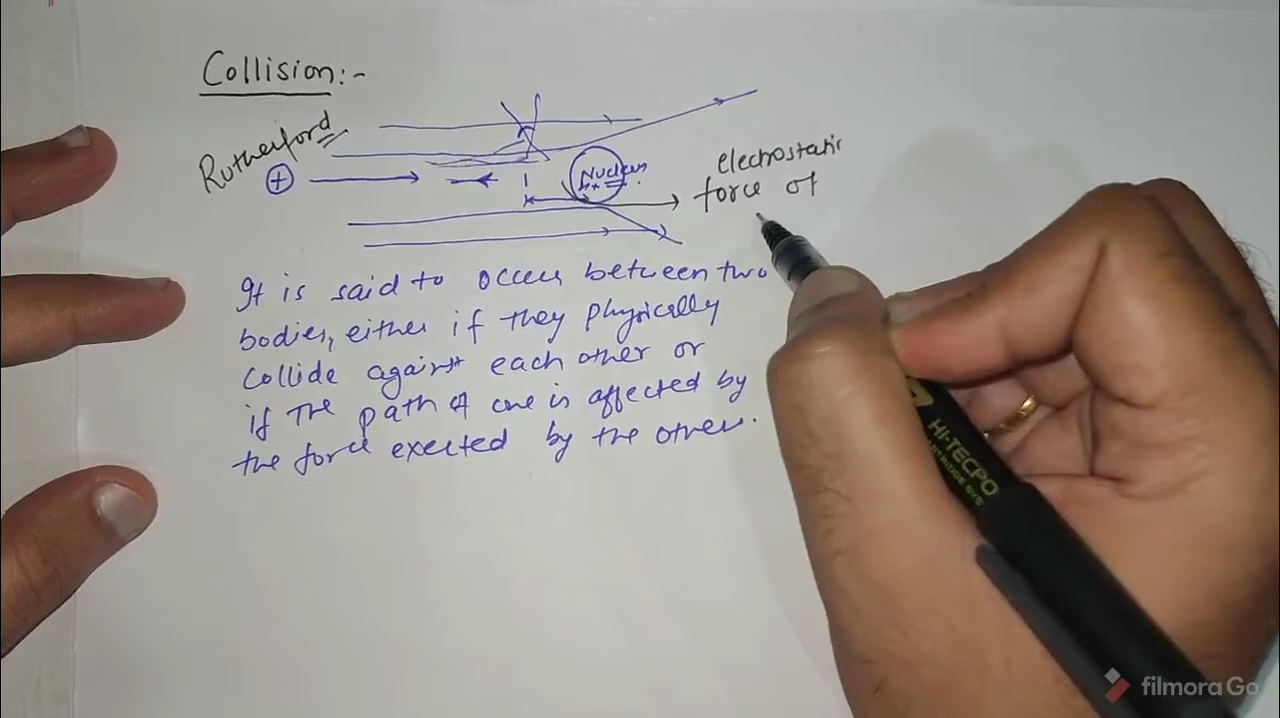 Collision:-
Rutherford
+
Nucleus
electrostatic
force of
It is said to occur between two
bodies, either if they physically
collide against each other or
if the path of one is affected by
the force exerted by the other.
HI-TECPO
filmoraGo